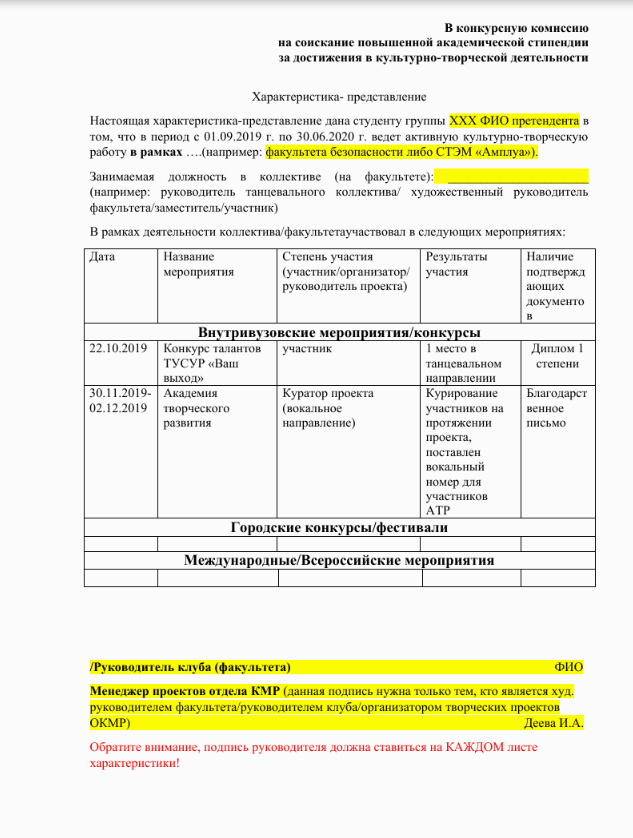 В конкурсную комиссию
на соискание повышенной академической стипендии
за достижения в культурно-творческой деятельности
Характеристика- представление
Настоящая характеристика-представление дана студенту группы ХХХ ФИО претендента в
том, что в период с 01.09.2019 г. по 30.06.2020 г. ведет активную культурно-творческую
работу в рамках ….(например: факультета безопасности либо СТЭМ «Амплуа»).
Занимаемая должность в коллективе (на факультете):______________________
(например: руководитель танцевального коллектива/ художественный руководитель
факультета/заместитель/участник)
В рамках деятельности коллектива/факультетаучаствовал в следующих мероприятиях:
Дата
Название
мероприятия
Степень участия
(участник/организатор/
руководитель проекта)
Результаты
участия
Наличие
подтвержд
ающих
документо
в
Внутривузовские мероприятия/конкурсы
22.10.2019
Конкурс талантов
ТУСУР «Ваш
выход»
участник
1 место в
танцевальном
направлении
Диплом 1
степени
30.11.2019-
02.12.2019
Академия
творческого
развития
Куратор проекта
(вокальное
направление)
Курирование
участников на
протяжении
проекта,
поставлен
вокальный
номер для
участников
АТР
Благодарст
венное
письмо
Городские конкурсы/фестивали
Международные/Всероссийские мероприятия
/Руководитель клуба (факультета) ФИО
Менеджер проектов отдела КМР (данная подпись нужна только тем, кто является худ.
руководителем факультета/руководителем клуба/организатором творческих проектов
ОКМР) Деева И.А.
Обратите внимание, подпись руководителя должна ставиться на КАЖДОМ листе
характеристики!